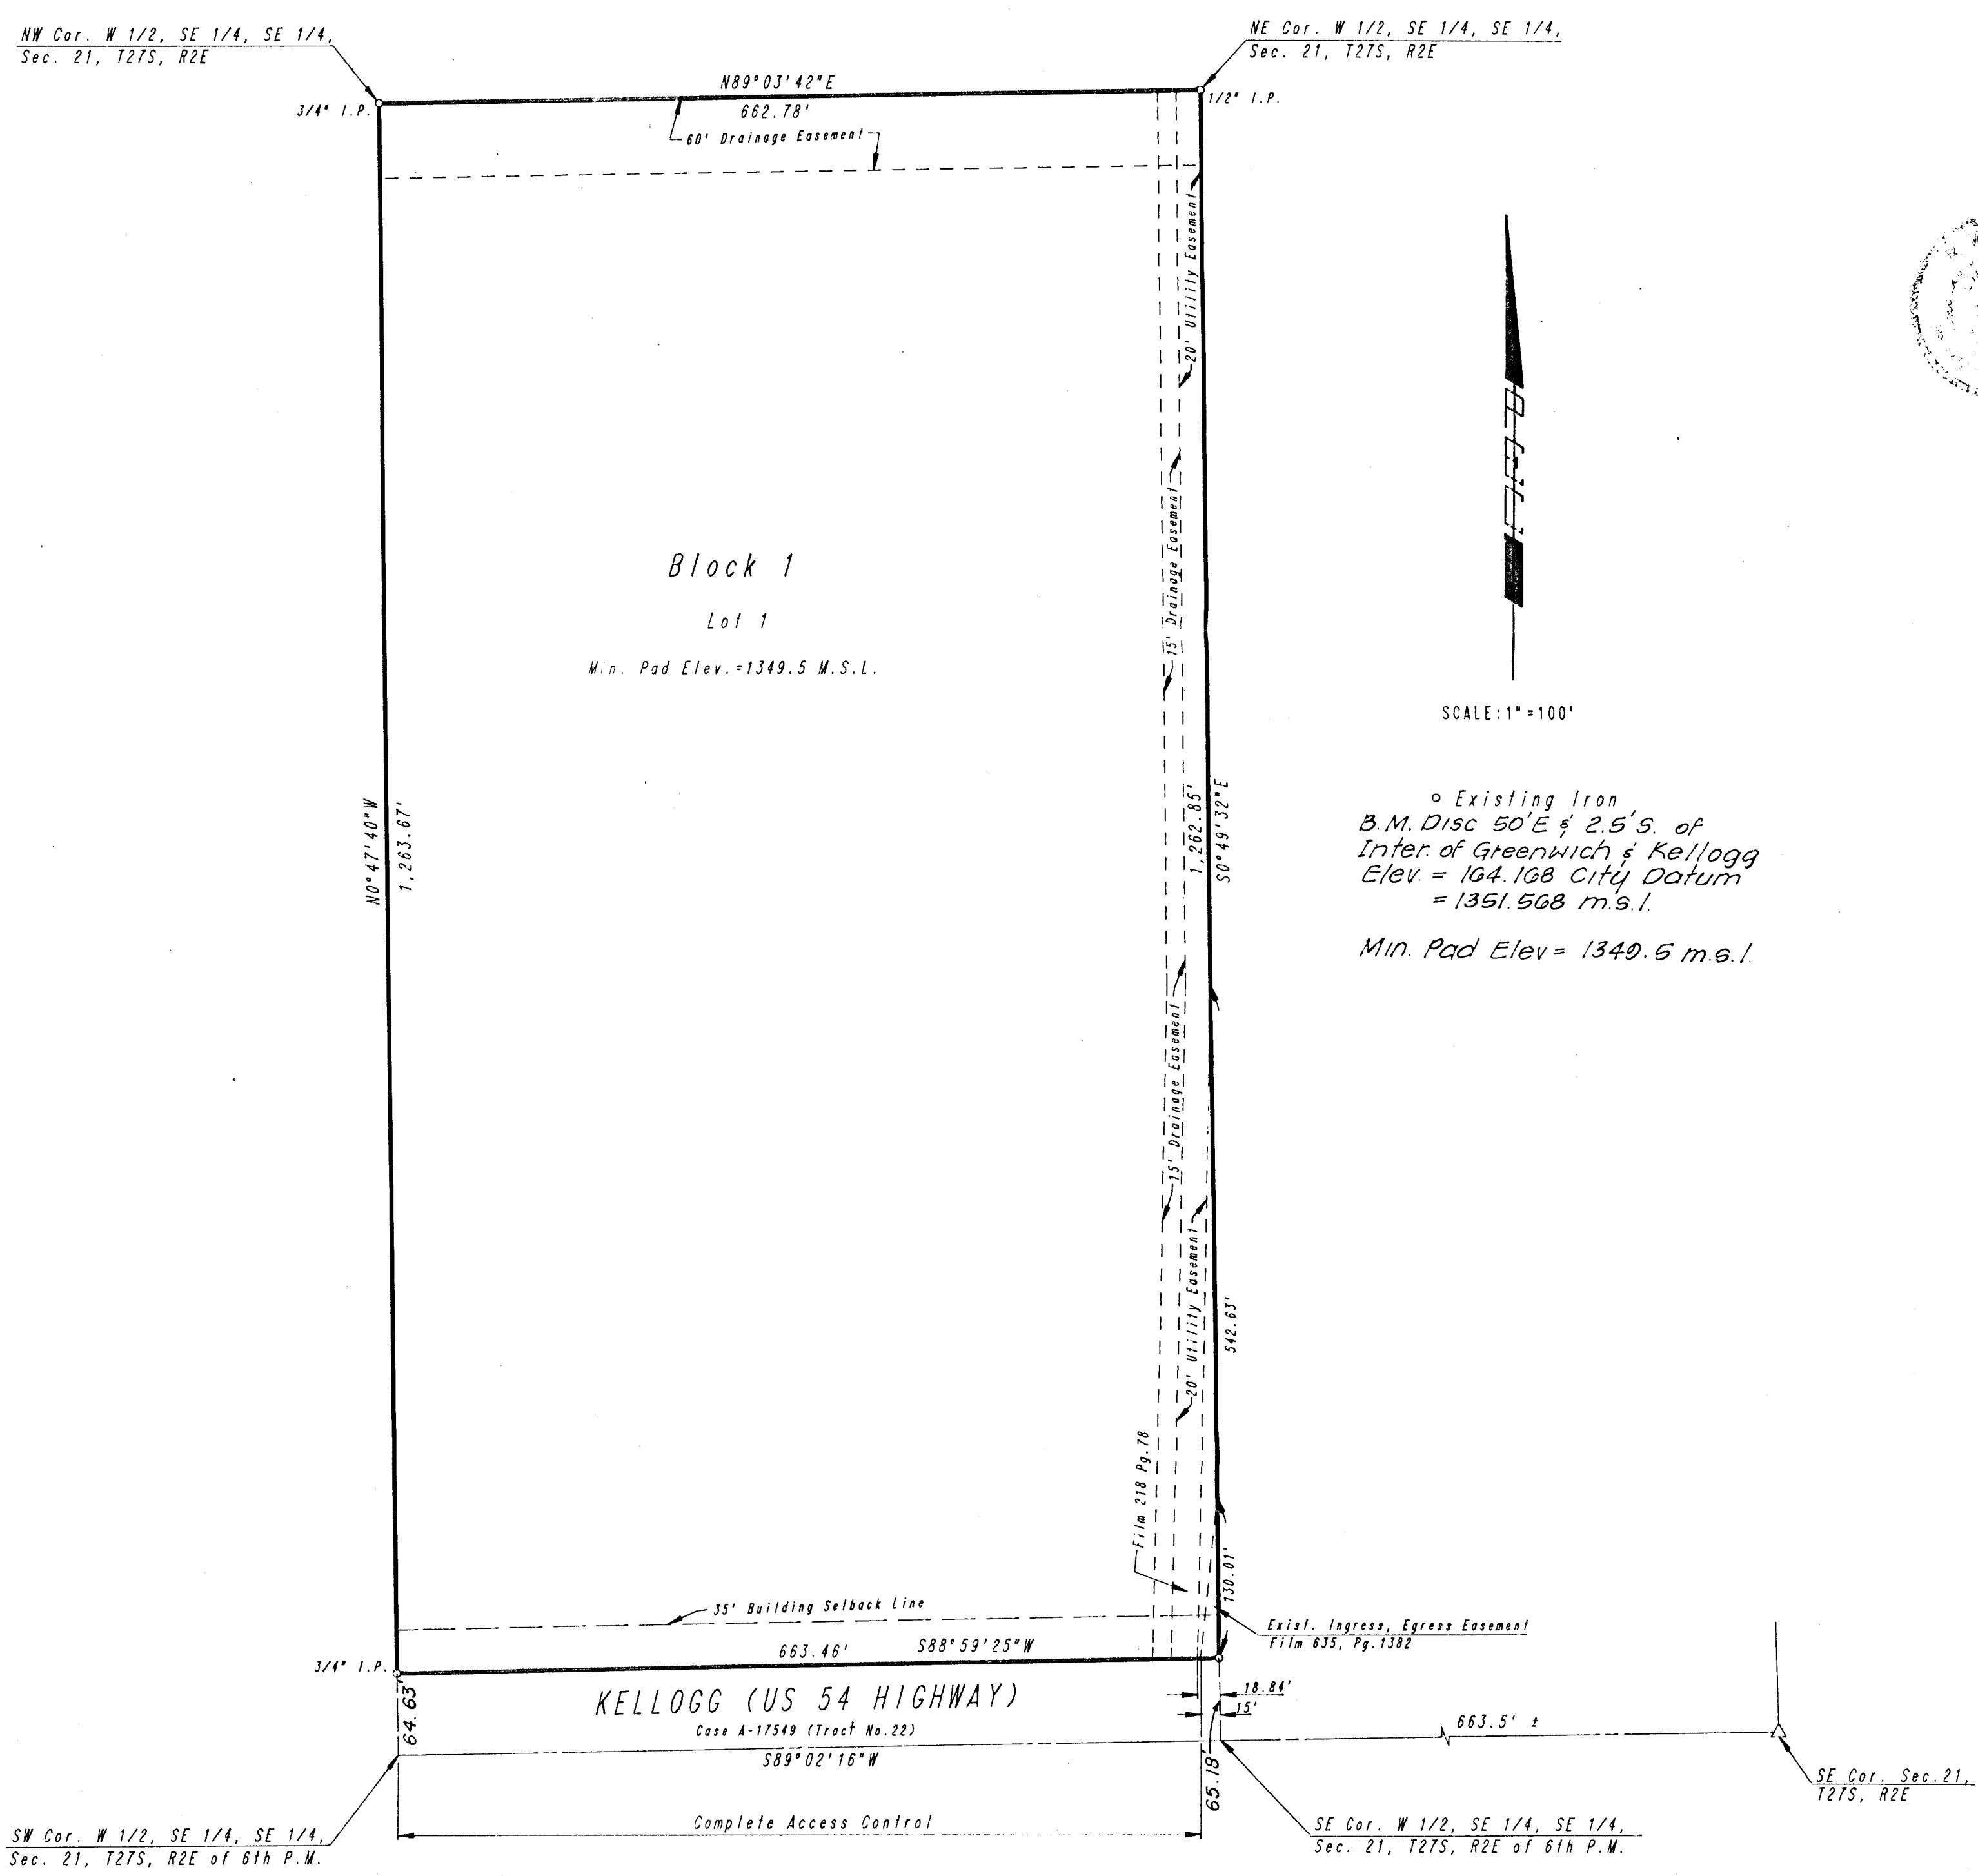 NW Cor. W 1/2, SE 1/4, SE 1/4,
Sec. 21, T27S, R2E
NE Cor. W 1/2, SE 1/4, SE 1/4,
Sec. 21, T27S, R2E
N89°03'42"E
662.78'
3/4" I.P.
1/2" I.P.
60' Drainage Easement
20' Utility Easement
15' Drainage Easement
Block 1
Lot 1
Min. Pad Elev.=1349.5 M.S.L.
SCALE:1"=100'
N0°47'40"W
1,263.67'
1,262.85'
S0°49'32"E
o Existing Iron
B.M. Disc 50'E & 2.5'S. of
Inter. of Greenwich & Kellogg
Elev. = 164.168 City Datum
= 1351.568 m.s.l.
Min. Pad Elev = 1349.5 m.s.l.
15' Drainage Easement
20' Utility Easement
542.63'
Film 218 Pg.78
130.01'
35' Building Setback Line
Exist. Ingress, Egress Easement
Film 635, Pg.1382
663.46' S88°59'25"W
3/4" I.P.
KELLOGG (US 54 HIGHWAY)
Case A-17549 (Tract No.22)
S89°02'16"W
64.63'
18.84'
15'
65.18'
663.5' ±
SE Cor. Sec.21,
T27S, R2E
Complete Access Control
SW Cor. W 1/2, SE 1/4, SE 1/4,
Sec. 21, T27S, R2E of 6th P.M.
SE Cor. W 1/2, SE 1/4, SE 1/4,
Sec. 21, T27S, R2E of 6th P.M.